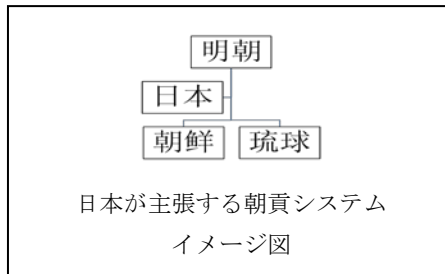 明朝
日本
朝鮮 琉球
日本が主張する朝貢システム
イメージ図